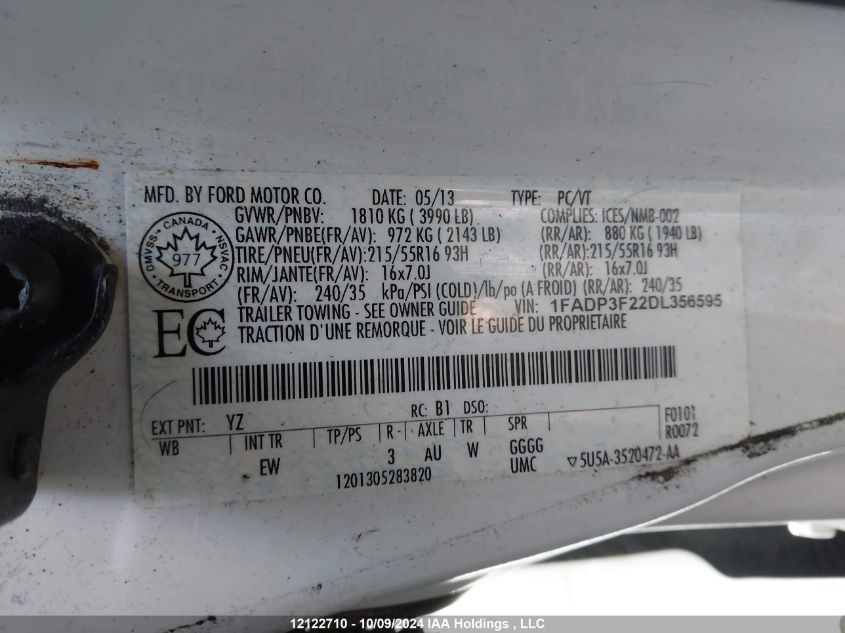 MFD. BY FORD MOTOR CO. DATE: 05/13 TYPE: PC/VT
GVWR/PNBV: 1810 KG ( 3990 LB) COMPLIES: ICES/NMB-002
GAWR/PNBE(FR/AV): 972 KG ( 2143 LB) (RR/AR): 880 KG ( 1940 LB)
TIRE/PNEU(FR/AV):215/55R16 93H (RR/AR):215/55R16 93H
RIM/JANTE(FR/AV): 16x7.0J (RR/AR): 16x7.0J
(FR/AV): 240/35 kPa/PSI (COLD)/lb/po (A FROID) (RR/AR): 240/35
TRAILER TOWING - SEE OWNER GUIDE VIN: 1FADP3F22DL356595
TRACTION D'UNE REMORQUE - VOIR LE GUIDE DU PROPRIETAIRE
CMVSS CANADA NSVAC
977
TRANSPORT
EC
EXT PNT: YZ RC: B1 DSO: F0101
R0072
WB INT TR TP/PS R- AXLE TR SPR
EW 3 AU W GGGG
UMC ▽5U5A-3520472-AA
1201305283820
12122710 - 10/09/2024 IAA Holdings , LLC